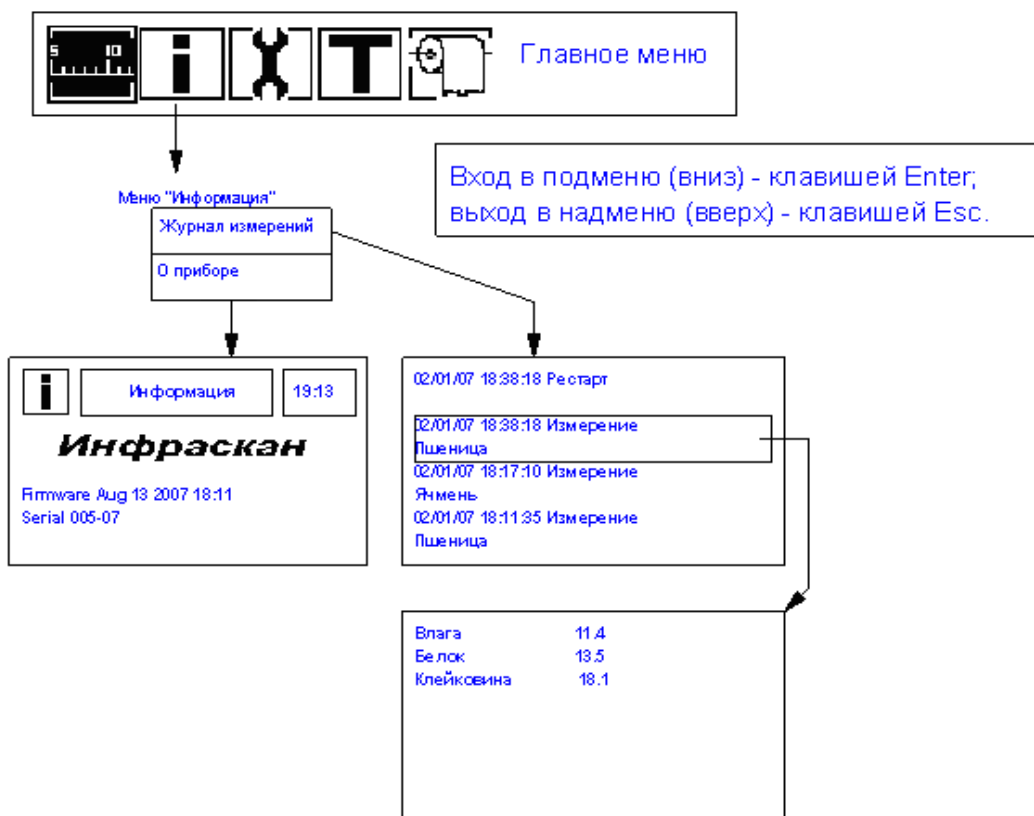 5 10
i
T
Главное меню
Вход в подменю (вниз) - клавишей Enter;
выход в надменю (вверх) - клавишей Esc.
Меню "Информация"
Журнал измерений
О приборе
i
Информация
19:13
Инфраскан
Firmware Aug 13 2007 18:11
Serial 005-07
02/01/07 18:38:18 Рестарт
02/01/07 18:38:18 Измерение
Пшеница
02/01/07 18:17:10 Измерение
Ячмень
02/01/07 18:11:35 Измерение
Пшеница
Влага 11.4
Белок 13.5
Клейковина 18.1